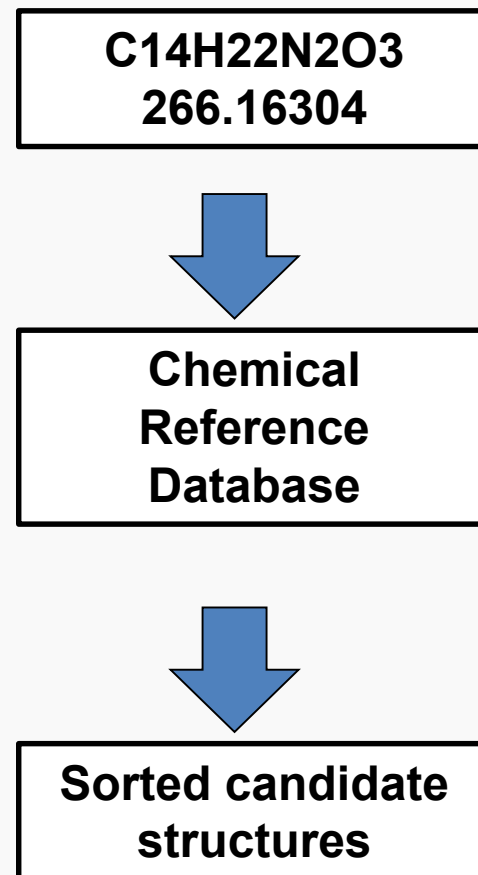 C14H22N2O3
266.16304
Chemical
Reference
Database
Sorted candidate
structures